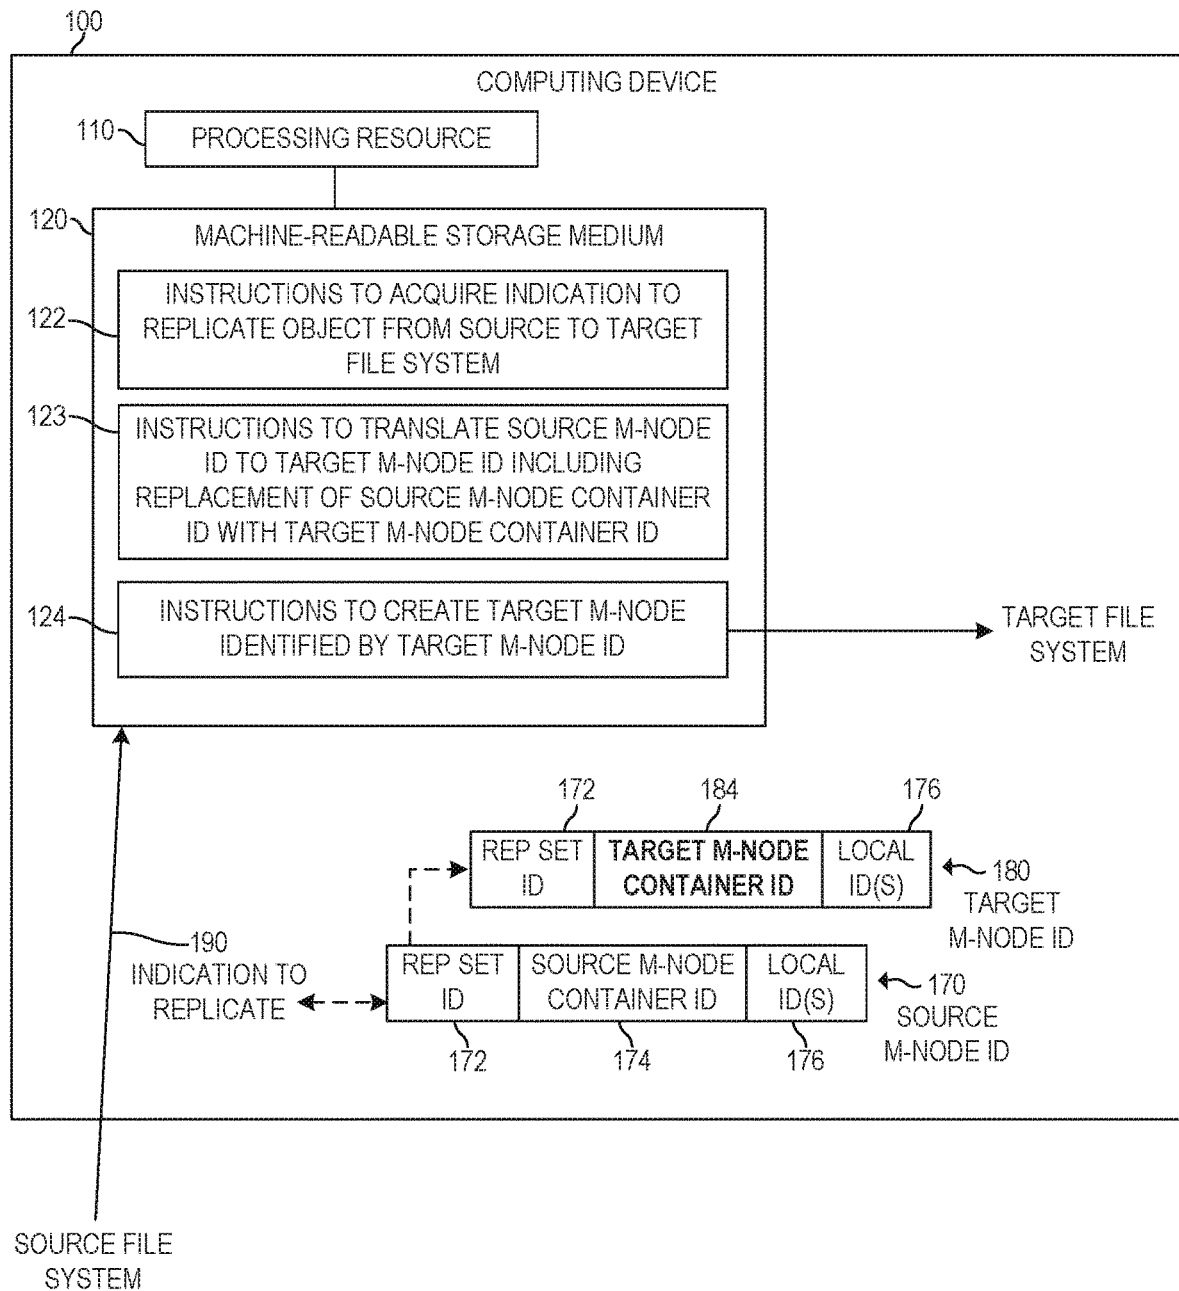 100
COMPUTING DEVICE
110
PROCESSING RESOURCE
120
MACHINE-READABLE STORAGE MEDIUM
122
INSTRUCTIONS TO ACQUIRE INDICATION TO
REPLICATE OBJECT FROM SOURCE TO TARGET
FILE SYSTEM
123
INSTRUCTIONS TO TRANSLATE SOURCE M-NODE
ID TO TARGET M-NODE ID INCLUDING
REPLACEMENT OF SOURCE M-NODE CONTAINER
ID WITH TARGET M-NODE CONTAINER ID
124
INSTRUCTIONS TO CREATE TARGET M-NODE
IDENTIFIED BY TARGET M-NODE ID
TARGET FILE
SYSTEM
172
184
176
REP SET
ID
TARGET M-NODE
CONTAINER ID
LOCAL
ID(S)
180
TARGET
M-NODE ID
190
INDICATION TO
REPLICATE
REP SET
ID
SOURCE M-NODE
CONTAINER ID
LOCAL
ID(S)
170
SOURCE
M-NODE ID
172
174
176
SOURCE FILE
SYSTEM